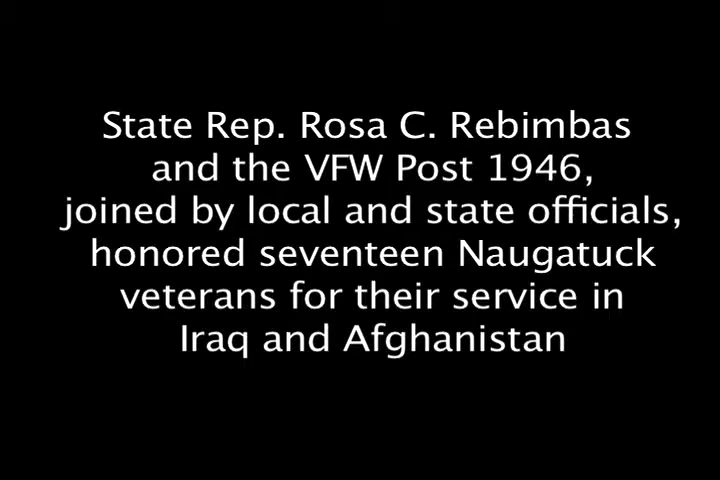 State Rep. Rosa C. Rebimbas
and the VFW Post 1946,
joined by local and state officials,
honored seventeen Naugatuck
veterans for their service in
Iraq and Afghanistan